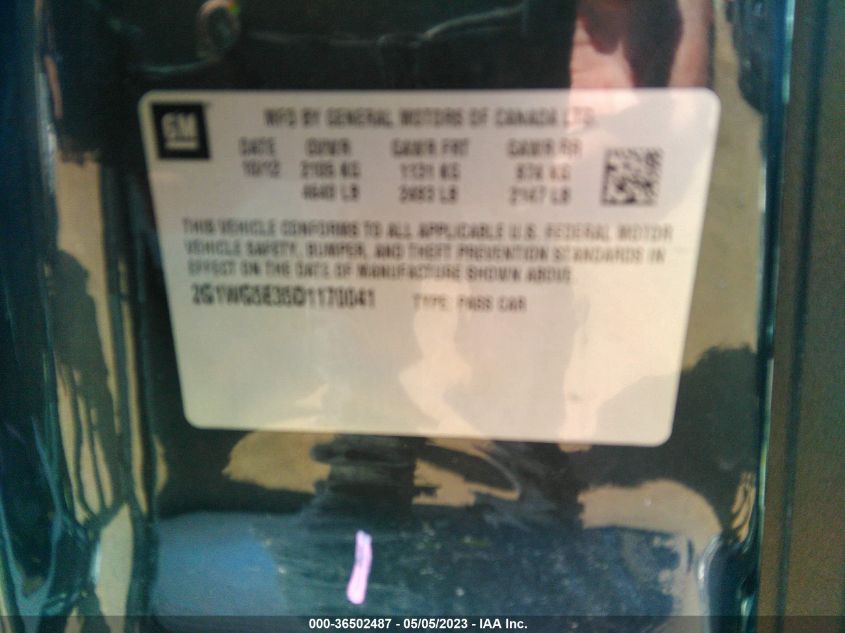 GM
MFD BY GENERAL MOTORS OF CANADA LTD.
DATE GVWR GAWR FRT GAWR RR
10/12 2105 KG 1131 KG 974 KG
4640 LB 2493 LB 2147 LB
THIS VEHICLE CONFORMS TO ALL APPLICABLE U.S. FEDERAL MOTOR
VEHICLE SAFETY, BUMPER, AND THEFT PREVENTION STANDARDS IN
EFFECT ON THE DATE OF MANUFACTURE SHOWN ABOVE.
2G1WG5E35D1170041 TYPE: PASS CAR
000-36502487 - 05/05/2023 - IAA Inc.